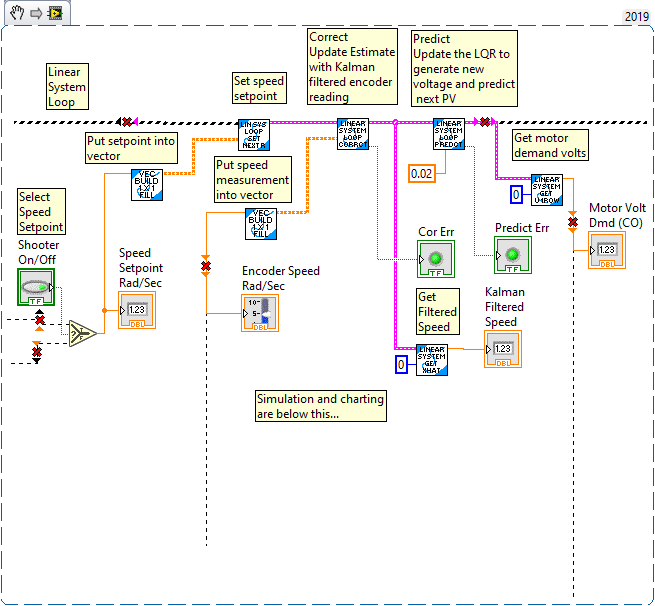 2019
Linear
System
Loop
Set speed
setpoint
Correct
Update Estimate
with Kalman
filtered encoder
reading
Predict
Update the LQR to
generate new
voltage and predict
next PV
Put setpoint into
vector
LINSYS
LOOP
SET
NEXTR
LINEAR
SYSTEM
LOOP
CORRCT
LINEAR
SYSTEM
LOOP
PREDCT
Get motor
demand volts
Put speed
measurement
into vector
VEC
BUILD
1X1
FILL
0.02
LINEAR
SYSTEM
GET
U-ROW
0
Select
Speed
Setpoint
VEC
BUILD
1X1
FILL
Motor Volt
Dmd (CO)
1.23
DBL
Shooter
On/Off
TF
Speed
Setpoint
Rad/Sec
1.23
DBL
Encoder Speed
Rad/Sec
10
5
DBL
Cor Err
TF
Predict Err
TF
Get
Filtered
Speed
Kalman
Filtered
Speed
1.23
DBL
0
LINEAR
SYSTEM
GET
XHAT
?
F
Simulation and charting
are below this...